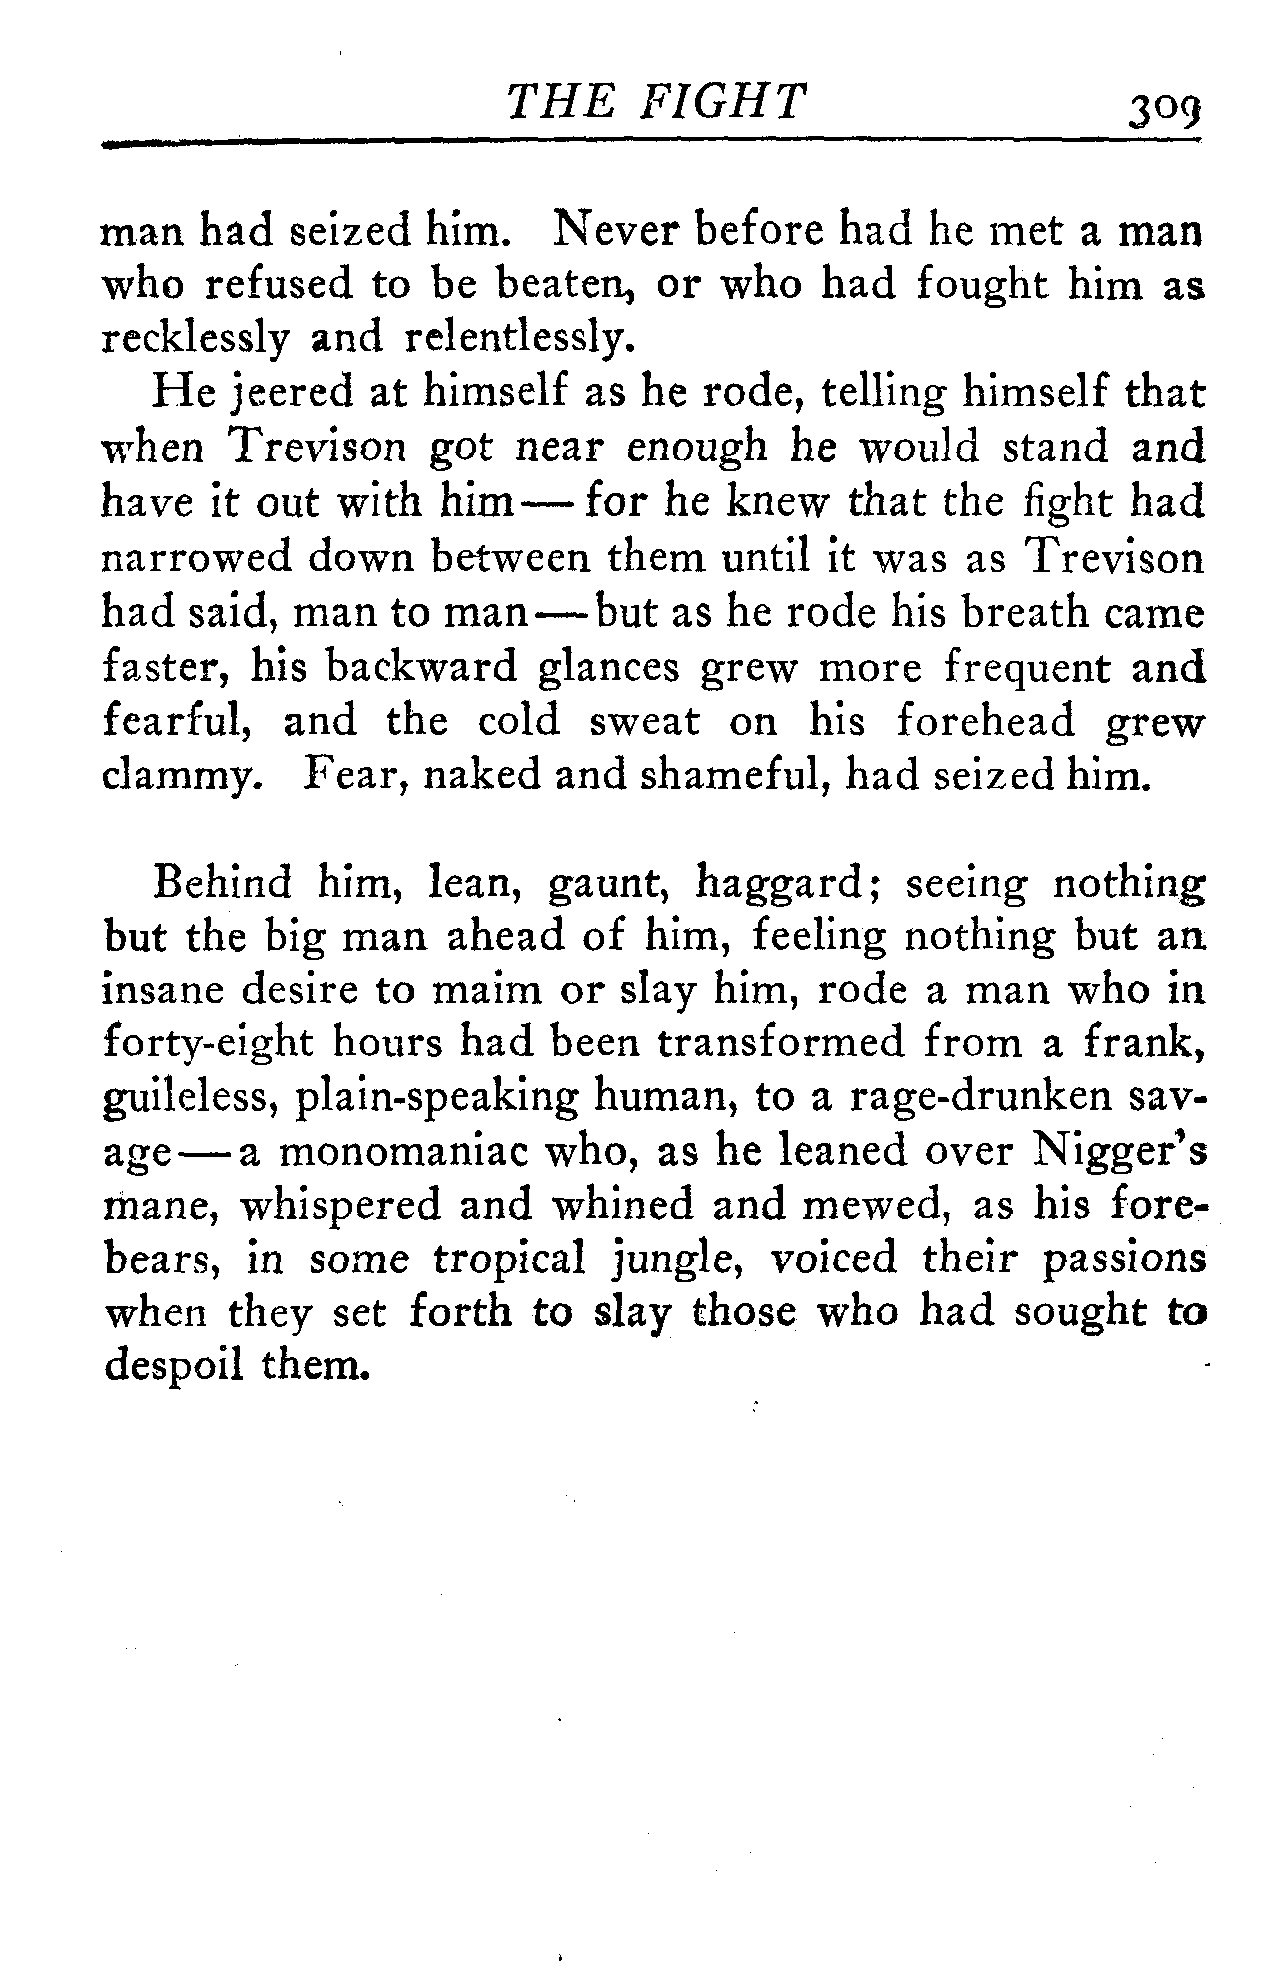 THE FIGHT 309
man had seized him. Never before had he met a man
who refused to be beaten, or who had fought him as
recklessly and relentlessly.
He jeered at himself as he rode, telling himself that
when Trevison got near enough he would stand and
have it out with him— for he knew that the fight had
narrowed down between them until it was as Trevison
had said, man to man—but as he rode his breath came
faster, his backward glances grew more frequent and
fearful, and the cold sweat on his forehead grew
clammy. Fear, naked and shameful, had seized him.
Behind him, lean, gaunt, haggard; seeing nothing
but the big man ahead of him, feeling nothing but an
insane desire to maim or slay him, rode a man who in
forty-eight hours had been transformed from a frank,
guileless, plain-speaking human, to a rage-drunken sav-
age—a monomaniac who, as he leaned over Nigger's
mane, whispered and whined and mewed, as his fore-
bears, in some tropical jungle, voiced their passions
when they set forth to slay those who had sought to
despoil them.